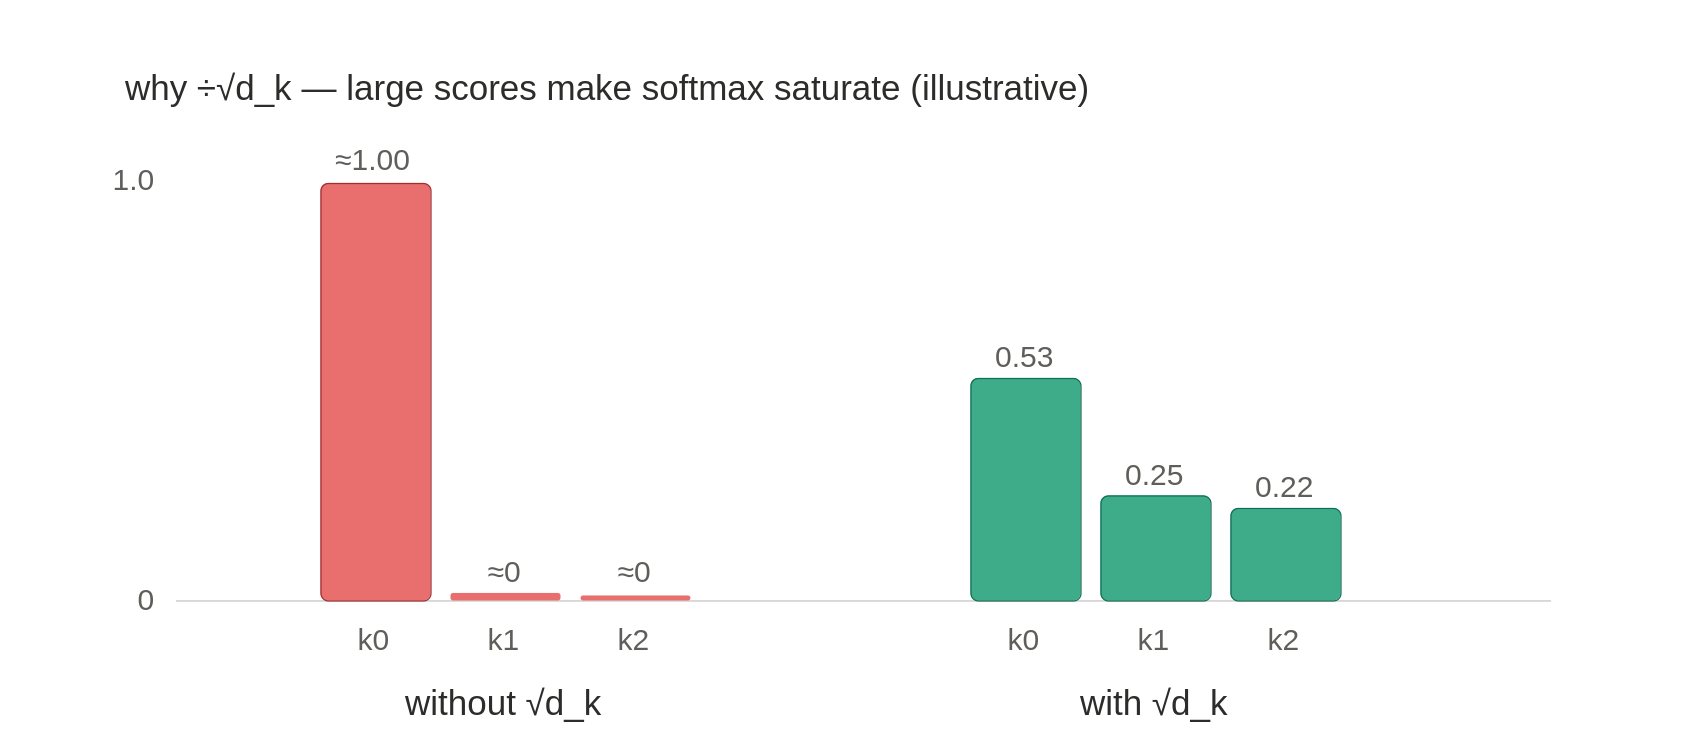 why ÷√d_k — large scores make softmax saturate (illustrative)
≈1.00
1.0
0.53
0.25
0.22
≈0 ≈0
0
k0 k1 k2 k0 k1 k2
without √d_k with √d_k